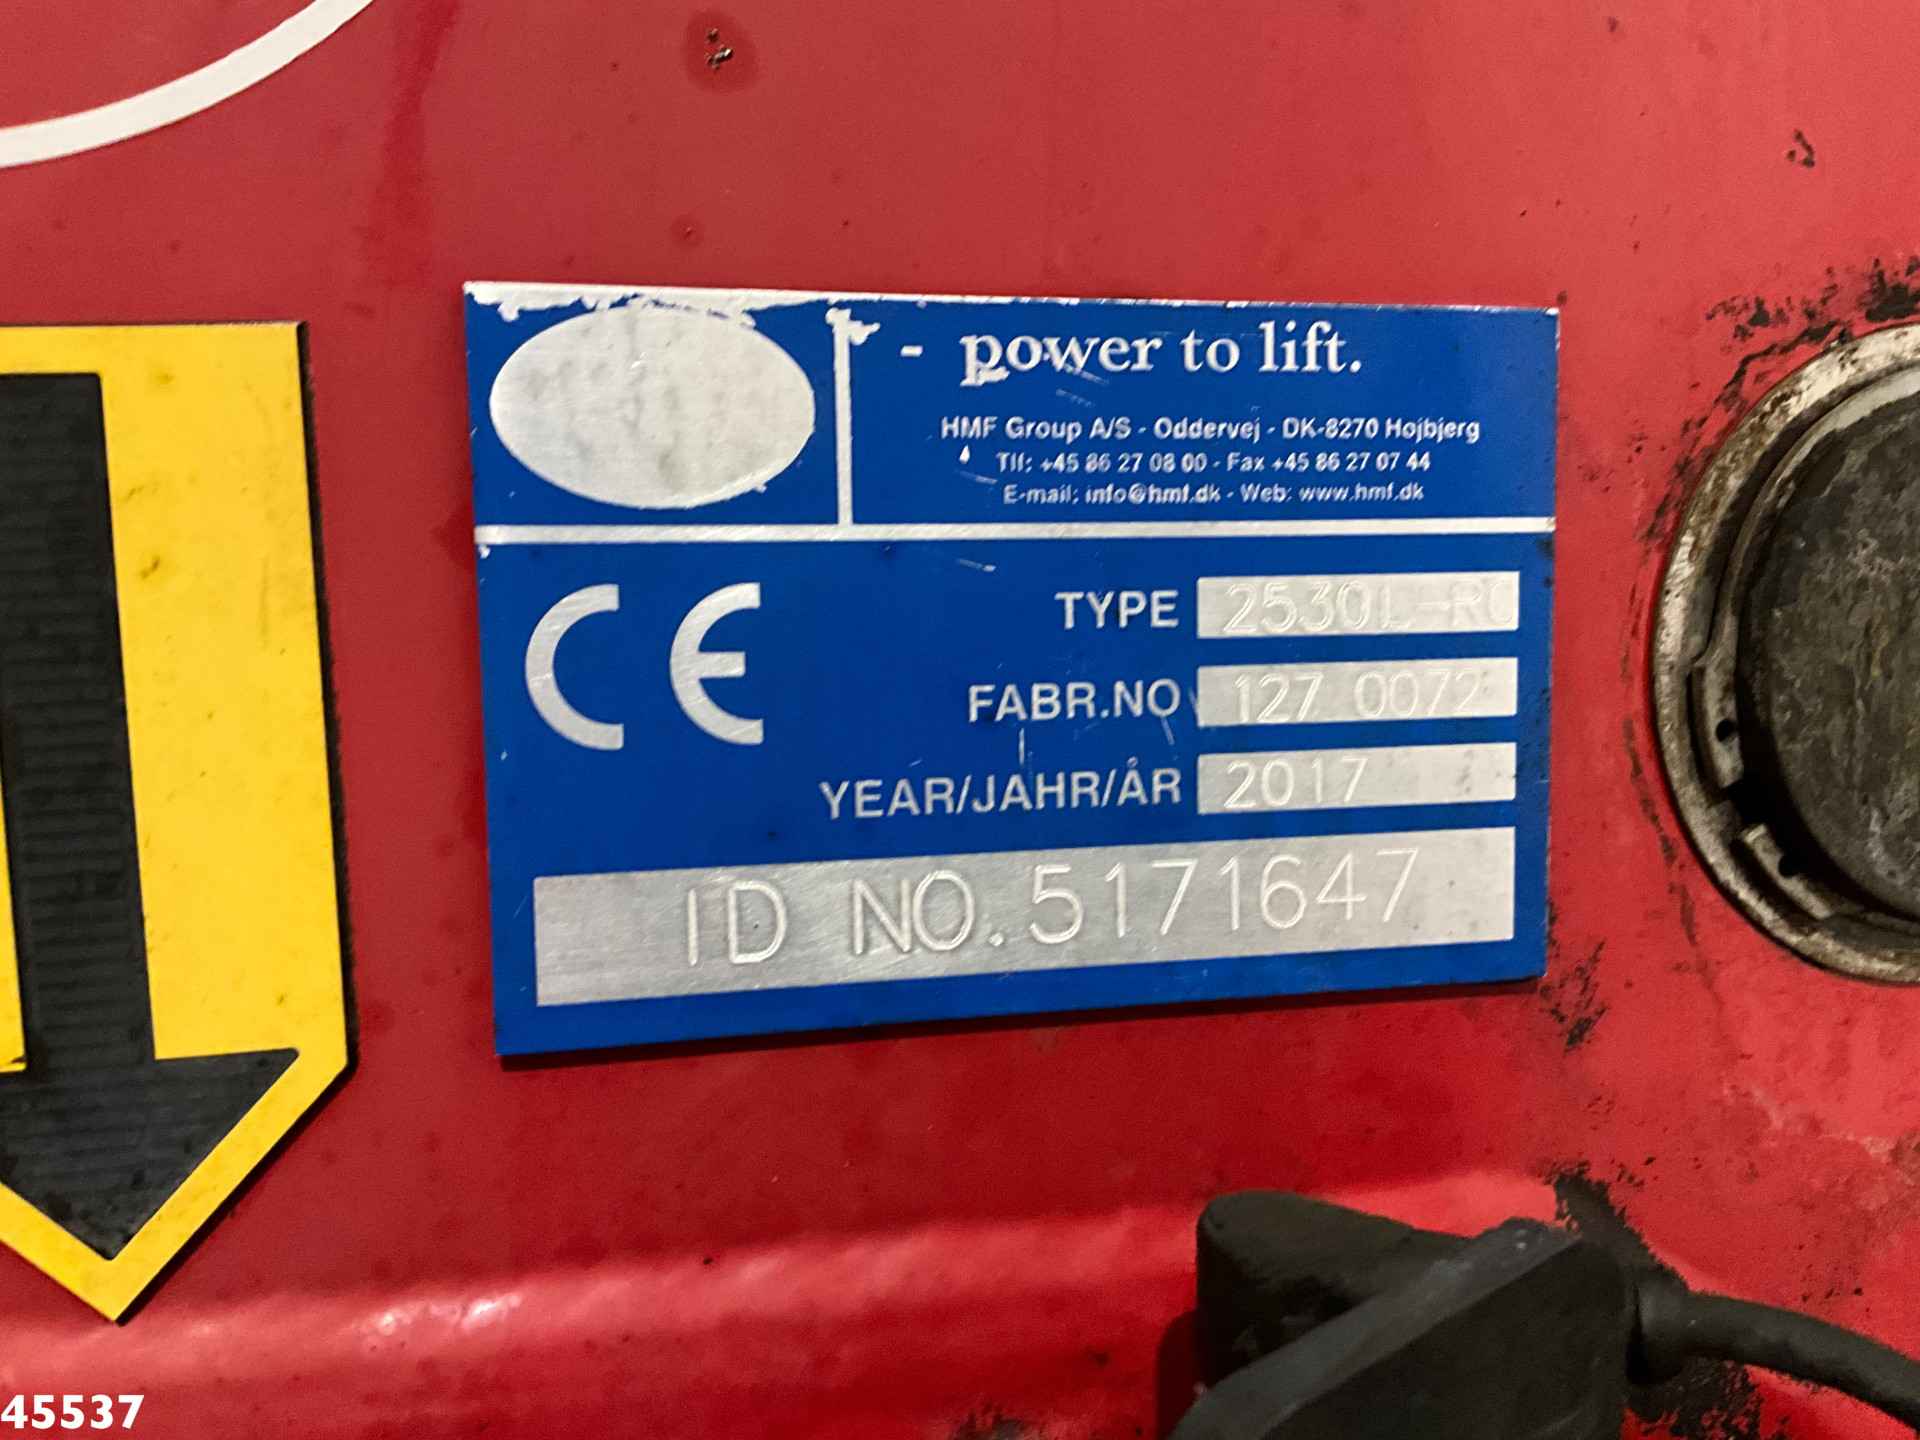 - power to lift.
HMF Group A/S - Oddervej - DK-8270 Hojbjerg
Tlf: +45 86 27 08 00 - Fax +45 86 27 07 44
E-mail: info@hmf.dk - Web: www.hmf.dk
CE
TYPE 2530L-RC
FABR.NO 127 0072
YEAR/JAHR/ÅR 2017
ID NO. 5171647
45537